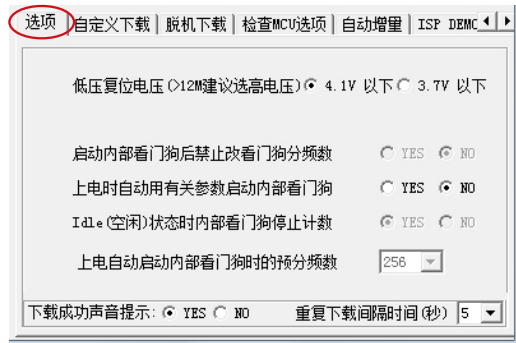 选项 自定义下载 脱机下载 检查MCU选项 自动增量 ISP DEMO
低压复位电压(>12M建议选高电压) 4.1V 以下 3.7V 以下
启动内部看门狗后禁止改看门狗分频数 YES NO
上电时自动用有关参数启动内部看门狗 YES NO
Idle(空闲)状态时内部看门狗停止计数 YES NO
上电自动启动内部看门狗时的预分频数 256
下载成功声音提示: YES NO 重复下载间隔时间(秒) 5